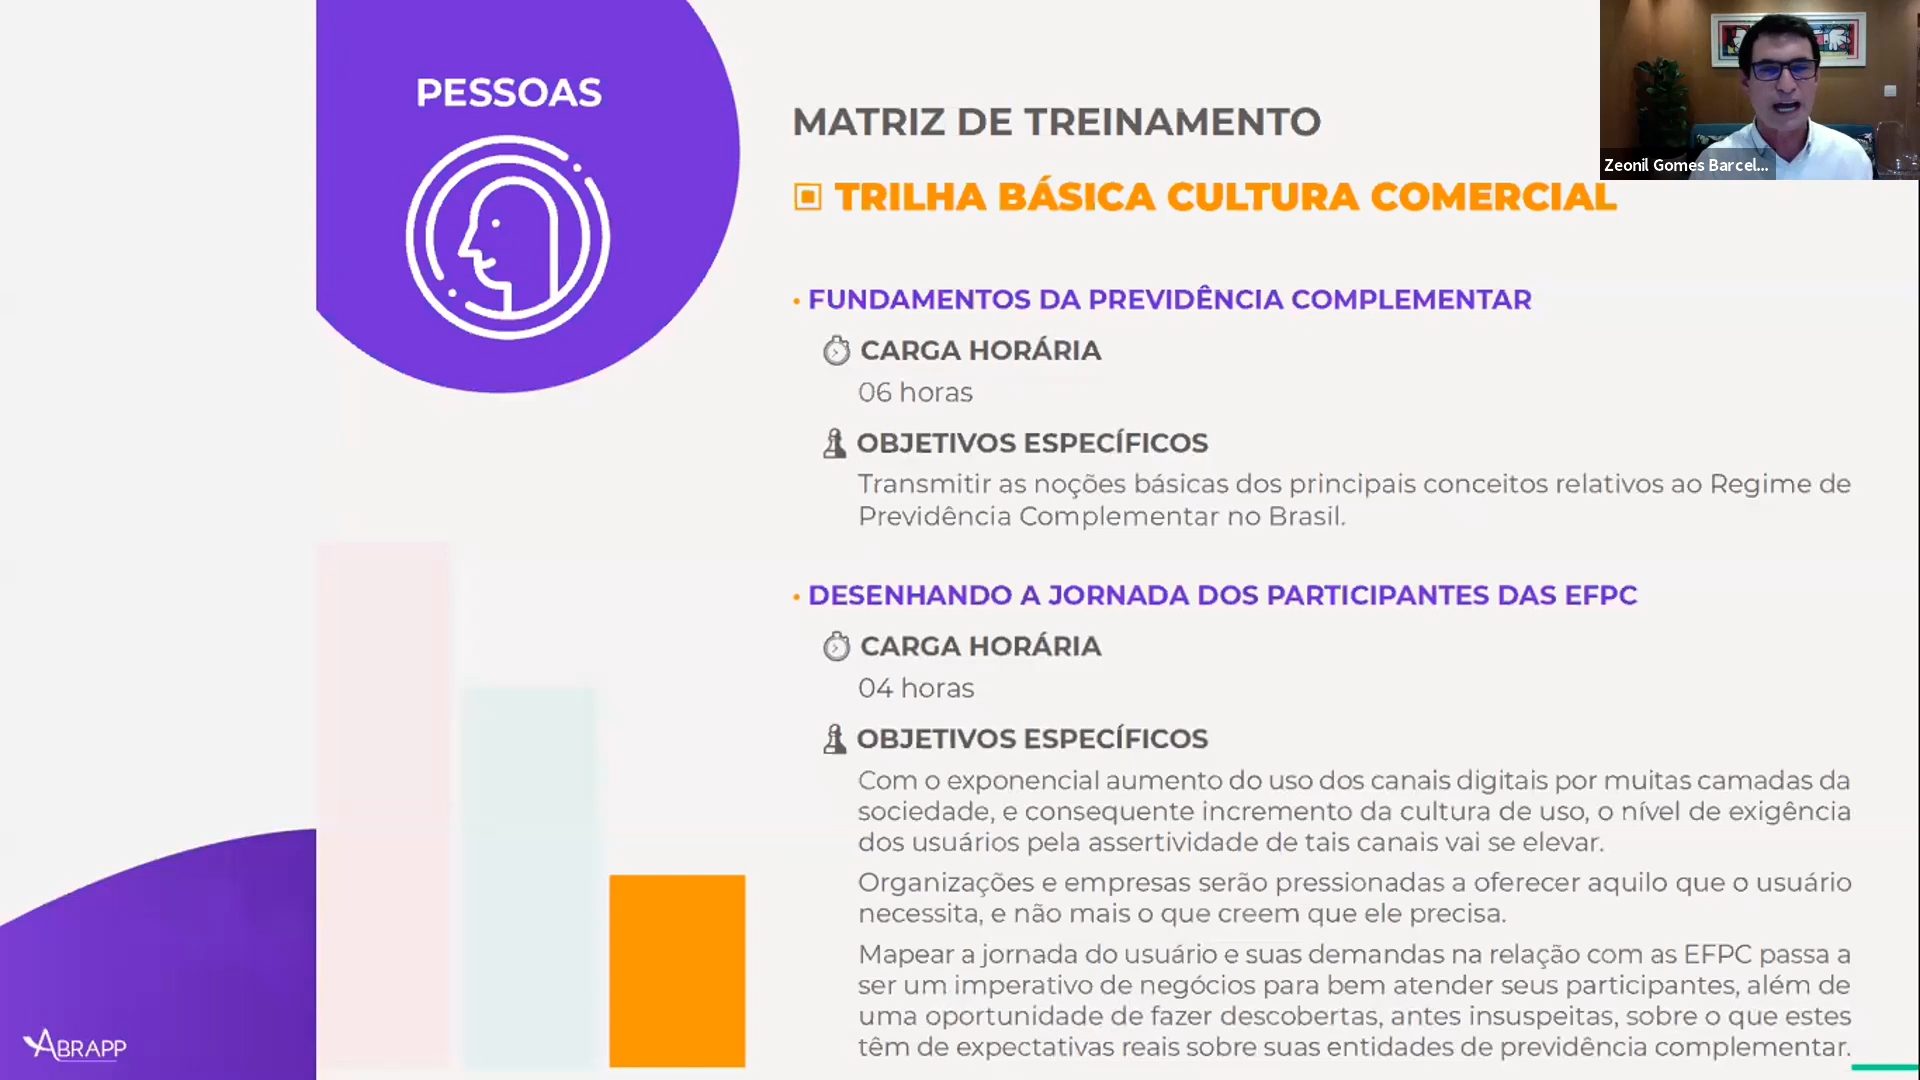 PESSOAS
MATRIZ DE TREINAMENTO
TRILHA BÁSICA CULTURA COMERCIAL
Zeonil Gomes Barcel...
• FUNDAMENTOS DA PREVIDÊNCIA COMPLEMENTAR
CARGA HORÁRIA
06 horas
OBJETIVOS ESPECÍFICOS
Transmitir as noções básicas dos principais conceitos relativos ao Regime de
Previdência Complementar no Brasil.
• DESENHANDO A JORNADA DOS PARTICIPANTES DAS EFPC
CARGA HORÁRIA
04 horas
OBJETIVOS ESPECÍFICOS
Com o exponencial aumento do uso dos canais digitais por muitas camadas da
sociedade, e consequente incremento da cultura de uso, o nível de exigência
dos usuários pela assertividade de tais canais vai se elevar.
Organizações e empresas serão pressionadas a oferecer aquilo que o usuário
necessita, e não mais o que creem que ele precisa.
Mapear a jornada do usuário e suas demandas na relação com as EFPC passa a
ser um imperativo de negócios para bem atender seus participantes, além de
uma oportunidade de fazer descobertas, antes insuspeitas, sobre o que estes
têm de expectativas reais sobre suas entidades de previdência complementar.
ABRAPP